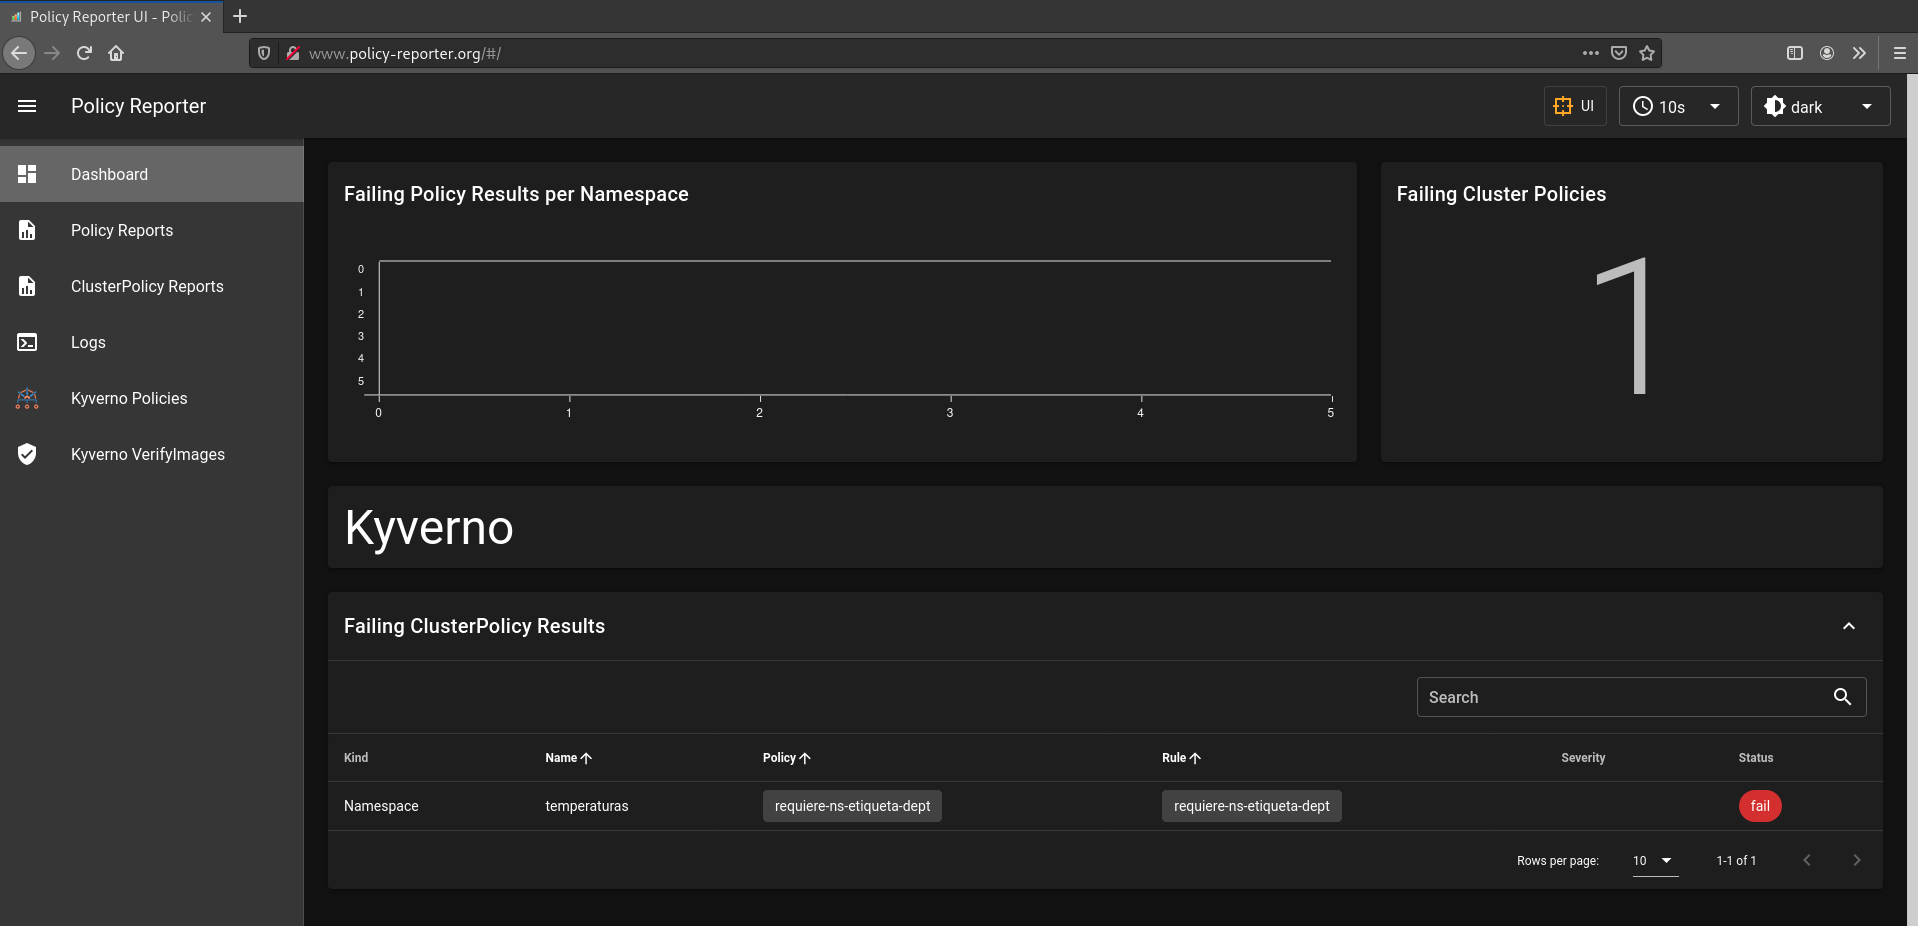 Policy Reporter UI - Polic
www.policy-reporter.org/#/
Policy Reporter
UI
10s
dark
Dashboard
Policy Reports
ClusterPolicy Reports
Logs
Kyverno Policies
Kyverno VerifyImages
Failing Policy Results per Namespace
0
1
2
3
4
5
0 1 2 3 4 5
Failing Cluster Policies
1
Kyverno
Failing ClusterPolicy Results
Search
Kind Name Policy Rule Severity Status
Namespace temperaturas requiere-ns-etiqueta-dept requiere-ns-etiqueta-dept fail
Rows per page: 10 1-1 of 1